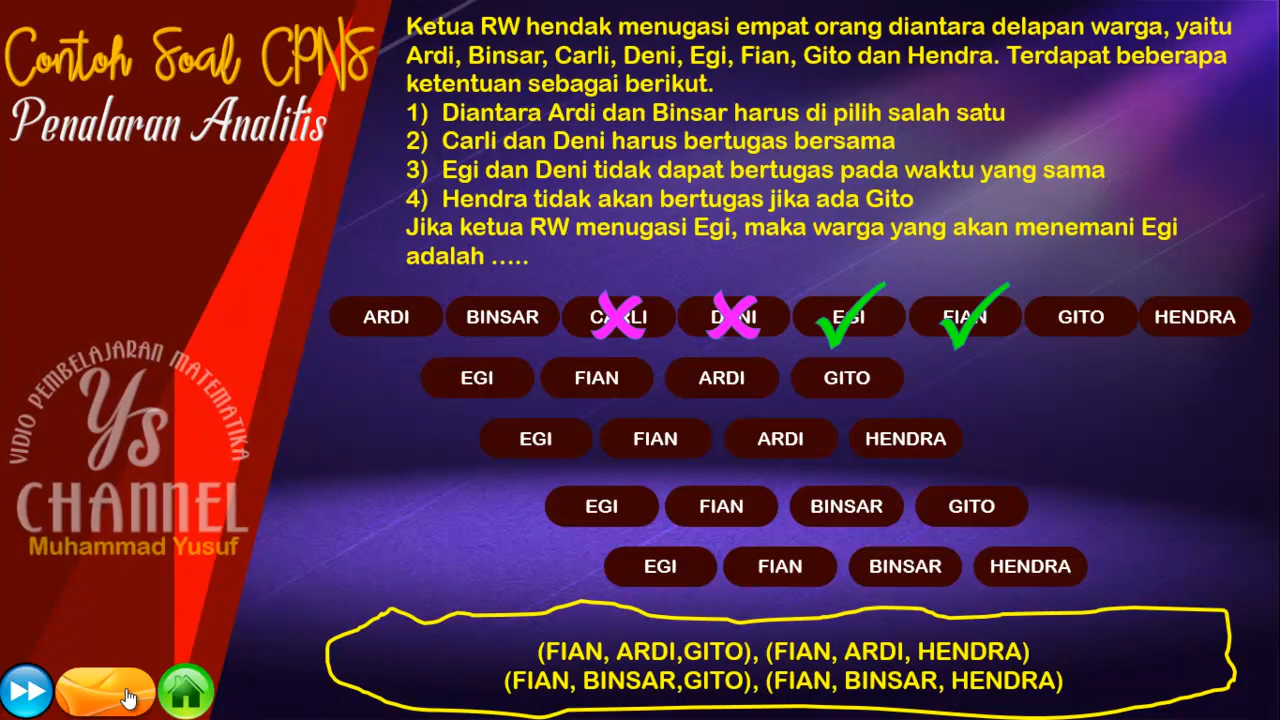 Contoh Soal CPNS
Penalaran Analitis
Ketua RW hendak menugasi empat orang diantara delapan warga, yaitu
Ardi, Binsar, Carli, Deni, Egi, Fian, Gito dan Hendra. Terdapat beberapa
ketentuan sebagai berikut.
1) Diantara Ardi dan Binsar harus di pilih salah satu
2) Carli dan Deni harus bertugas bersama
3) Egi dan Deni tidak dapat bertugas pada waktu yang sama
4) Hendra tidak akan bertugas jika ada Gito
Jika ketua RW menugasi Egi, maka warga yang akan menemani Egi
adalah .....
ARDI BINSAR CARLI DENI EGI FIAN GITO HENDRA
EGI FIAN ARDI GITO
EGI FIAN ARDI HENDRA
EGI FIAN BINSAR GITO
EGI FIAN BINSAR HENDRA
(FIAN, ARDI,GITO), (FIAN, ARDI, HENDRA)
(FIAN, BINSAR,GITO), (FIAN, BINSAR, HENDRA)
VIDIO PEMBELAJARAN MATEMATIKA
Ys
CHANNEL
Muhammad Yusuf